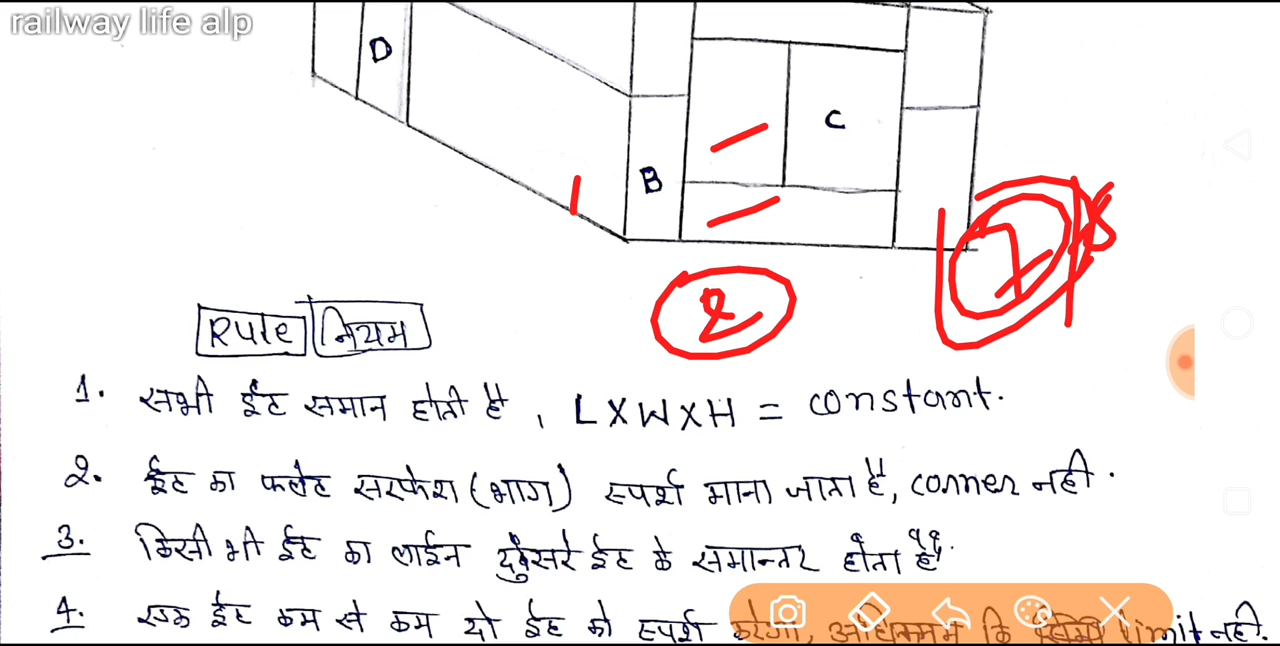 railway life alp
D
C
B
2
Rule नियम
1. सभी ईंट समान होती है, L X W X H = constant.
2. ईंट का फ्लेट सरफेश (भाग) स्पर्श माना जाता है, corner नही.
3. किसी भी ईंट का लाईन दुसरे ईंट के समान्तर होता है.
4. एक ईंट कम से कम दो ईंट को स्पर्श करेगा, अधिकतम कि limit नही.